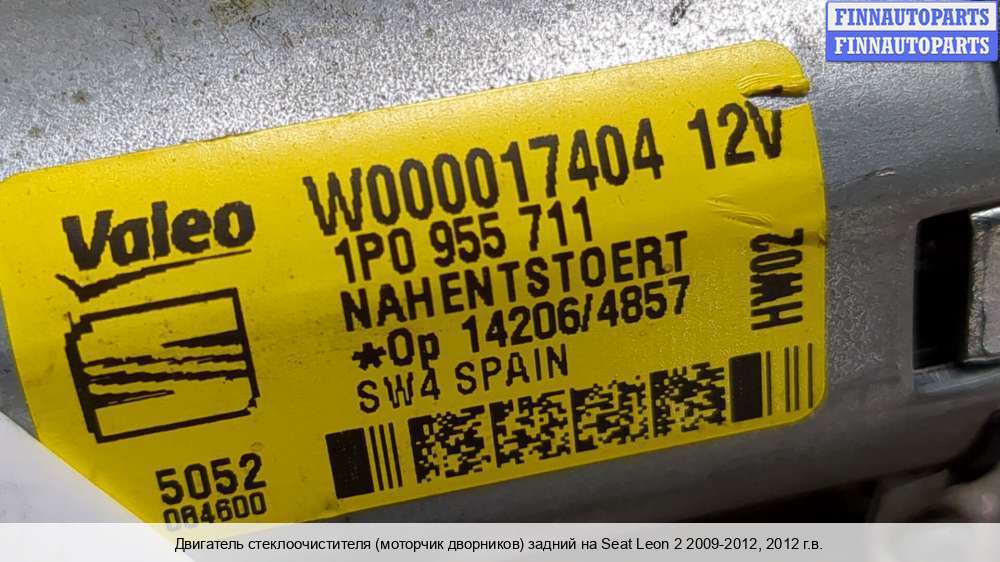 FINNAUTOPARTS
FINNAUTOPARTS
Valeo
W000017404 12V
1P0 955 711
NAHENTSTOERT
*Op 14206/4857
SW4 SPAIN
HW02
5052
064600
Двигатель стеклоочистителя (моторчик дворников) задний на Seat Leon 2 2009-2012, 2012 г.в.